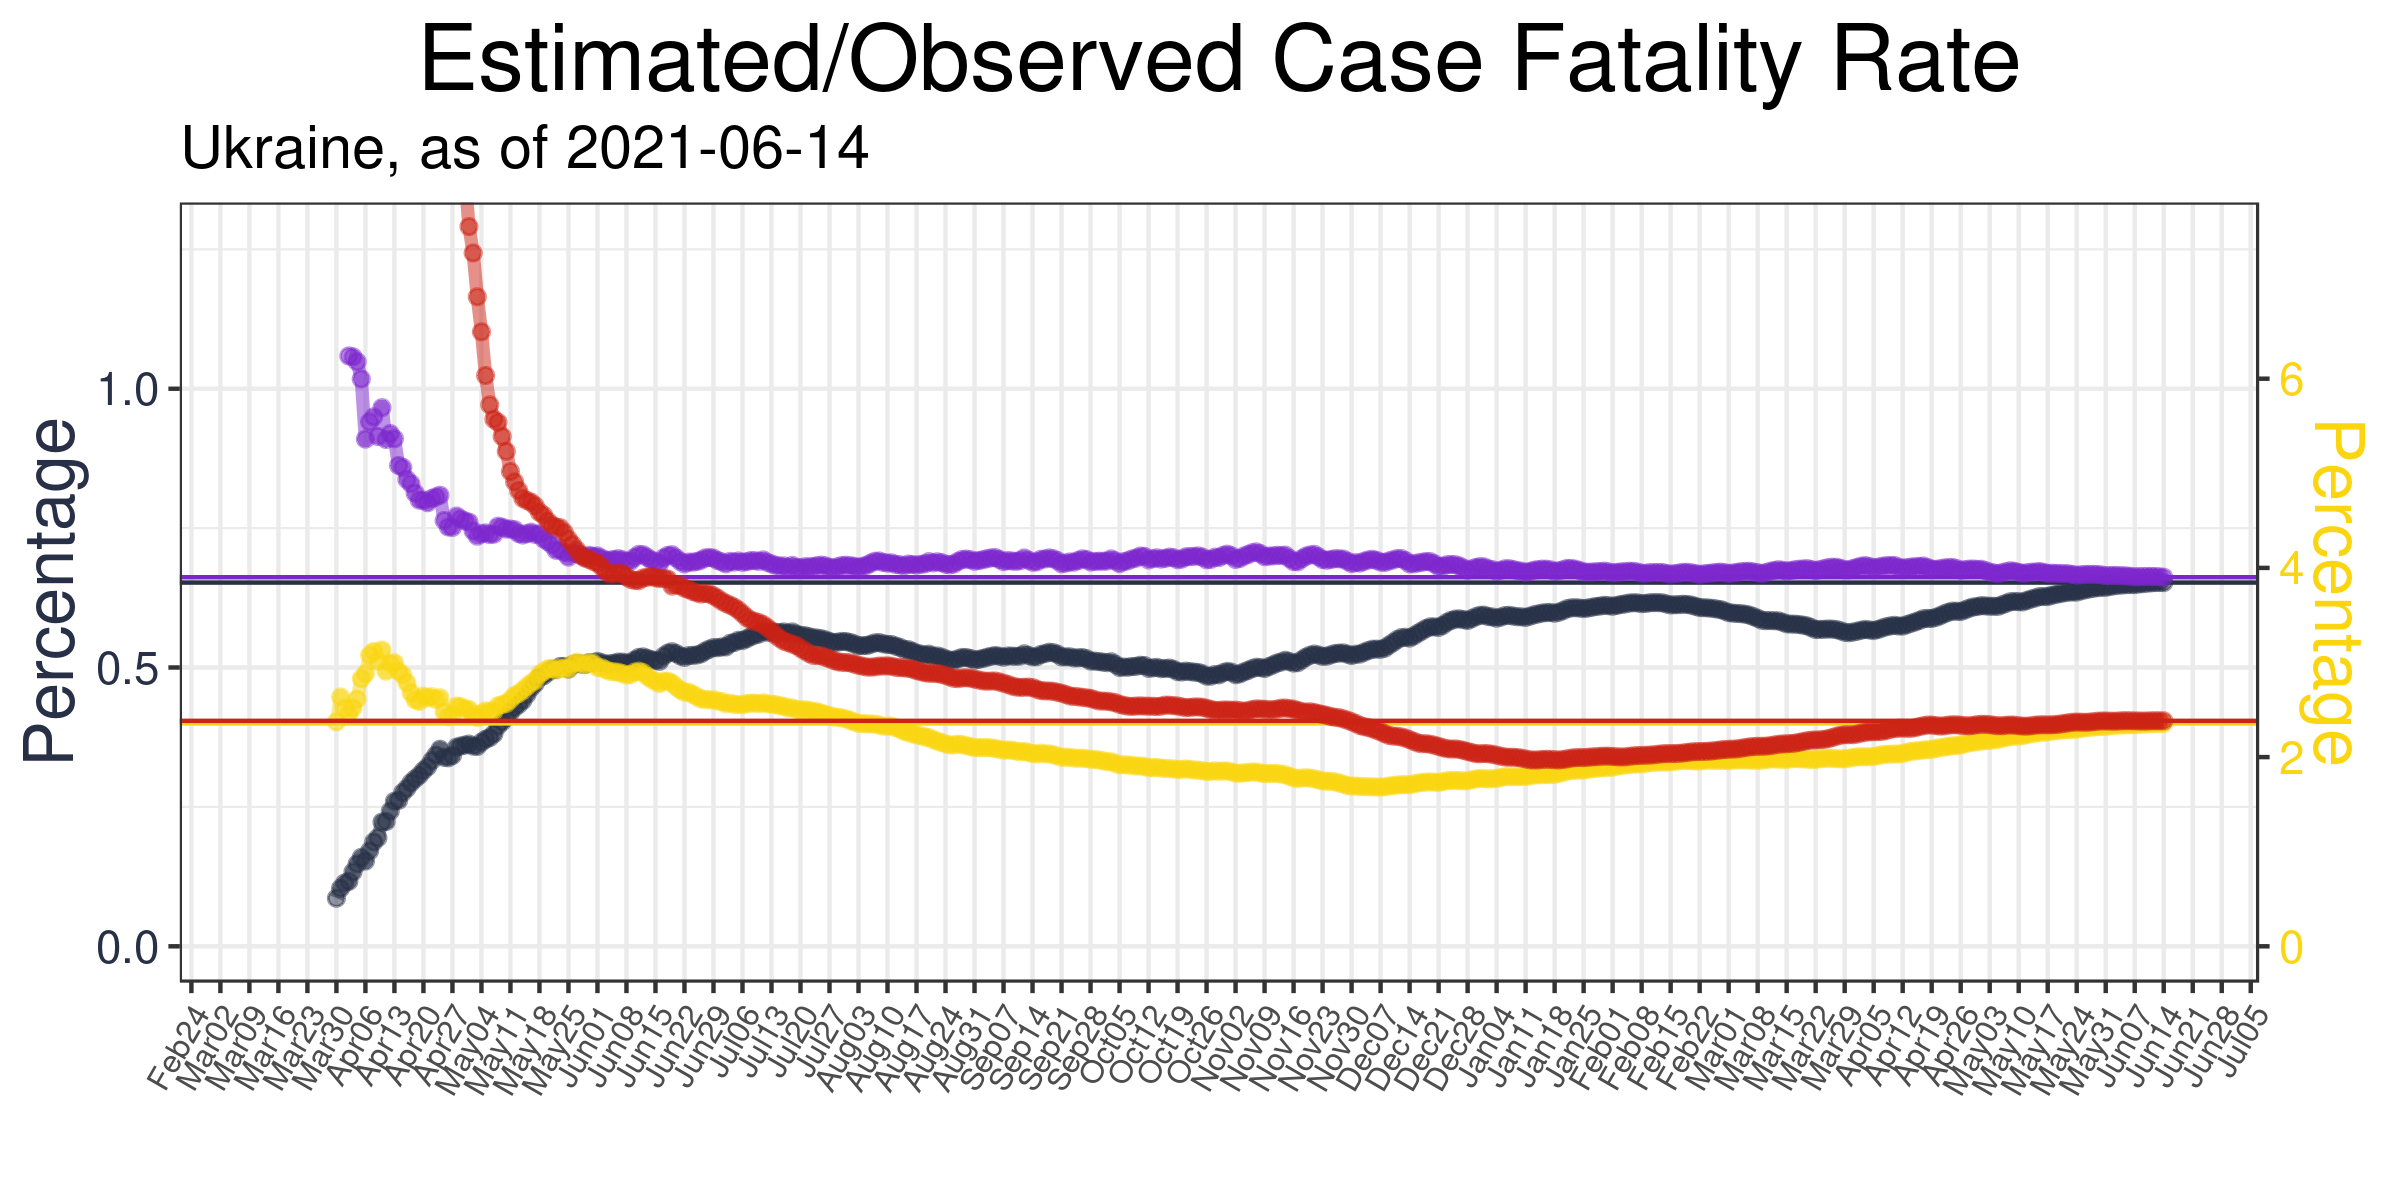 Estimated/Observed Case Fatality Rate
Ukraine, as of 2021-06-14
Percentage
1.0
0.5
0.0
6
4
2
0
Percentage
Feb24
Mar02
Mar09
Mar16
Mar23
Mar30
Apr06
Apr13
Apr20
Apr27
May04
May11
May18
May25
Jun01
Jun08
Jun15
Jun22
Jun29
Jul06
Jul13
Jul20
Jul27
Aug03
Aug10
Aug17
Aug24
Aug31
Sep07
Sep14
Sep21
Sep28
Oct05
Oct12
Oct19
Oct26
Nov02
Nov09
Nov16
Nov23
Nov30
Dec07
Dec14
Dec21
Dec28
Jan04
Jan11
Jan18
Jan25
Feb01
Feb08
Feb15
Feb22
Mar01
Mar08
Mar15
Mar22
Mar29
Apr05
Apr12
Apr19
Apr26
May03
May10
May17
May24
May31
Jun07
Jun14
Jun21
Jun28
Jul05